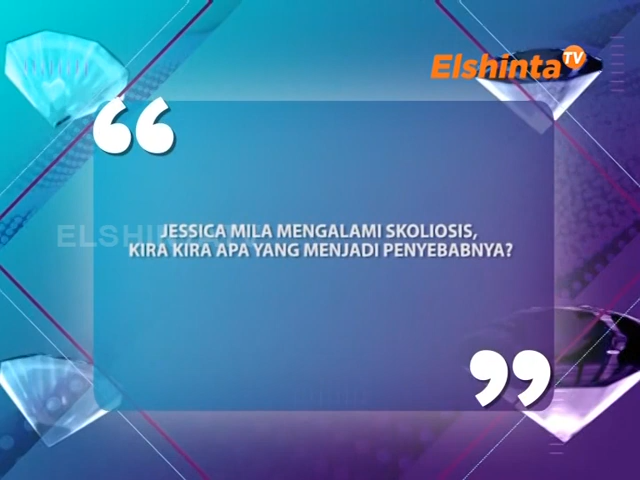 Elshinta TV
JESSICA MILA MENGALAMI SKOLIOSIS,
KIRA KIRA APA YANG MENJADI PENYEBABNYA?